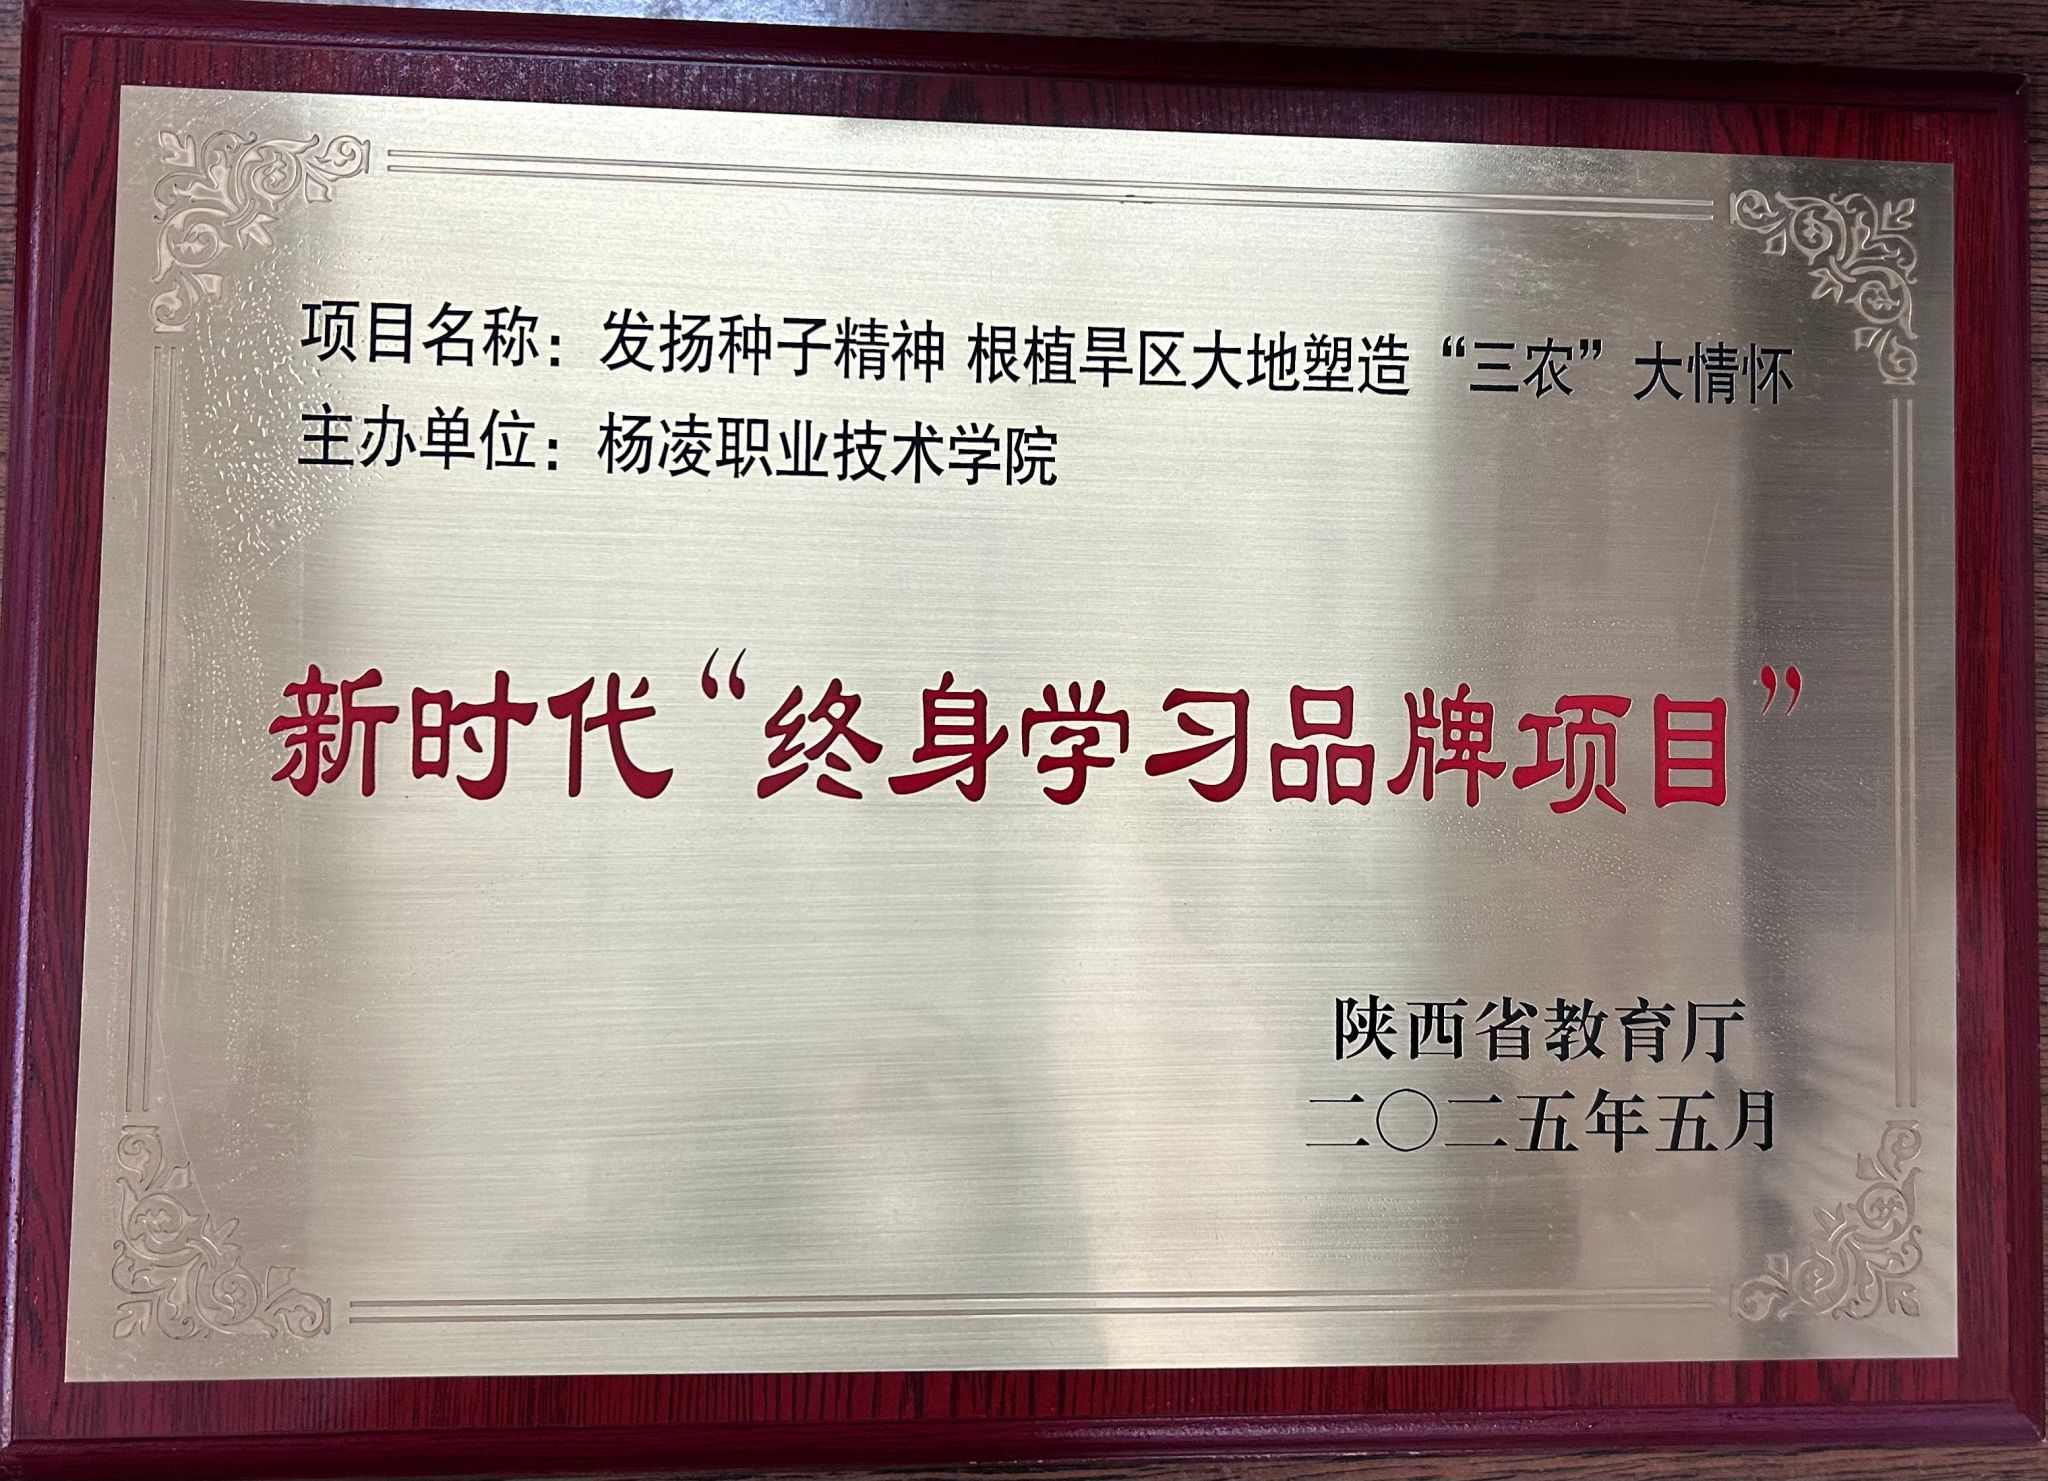 项目名称：发扬种子精神 根植旱区大地塑造“三农”大情怀
主办单位：杨凌职业技术学院
新时代“终身学习品牌项目”
陕西省教育厅
二〇二五年五月